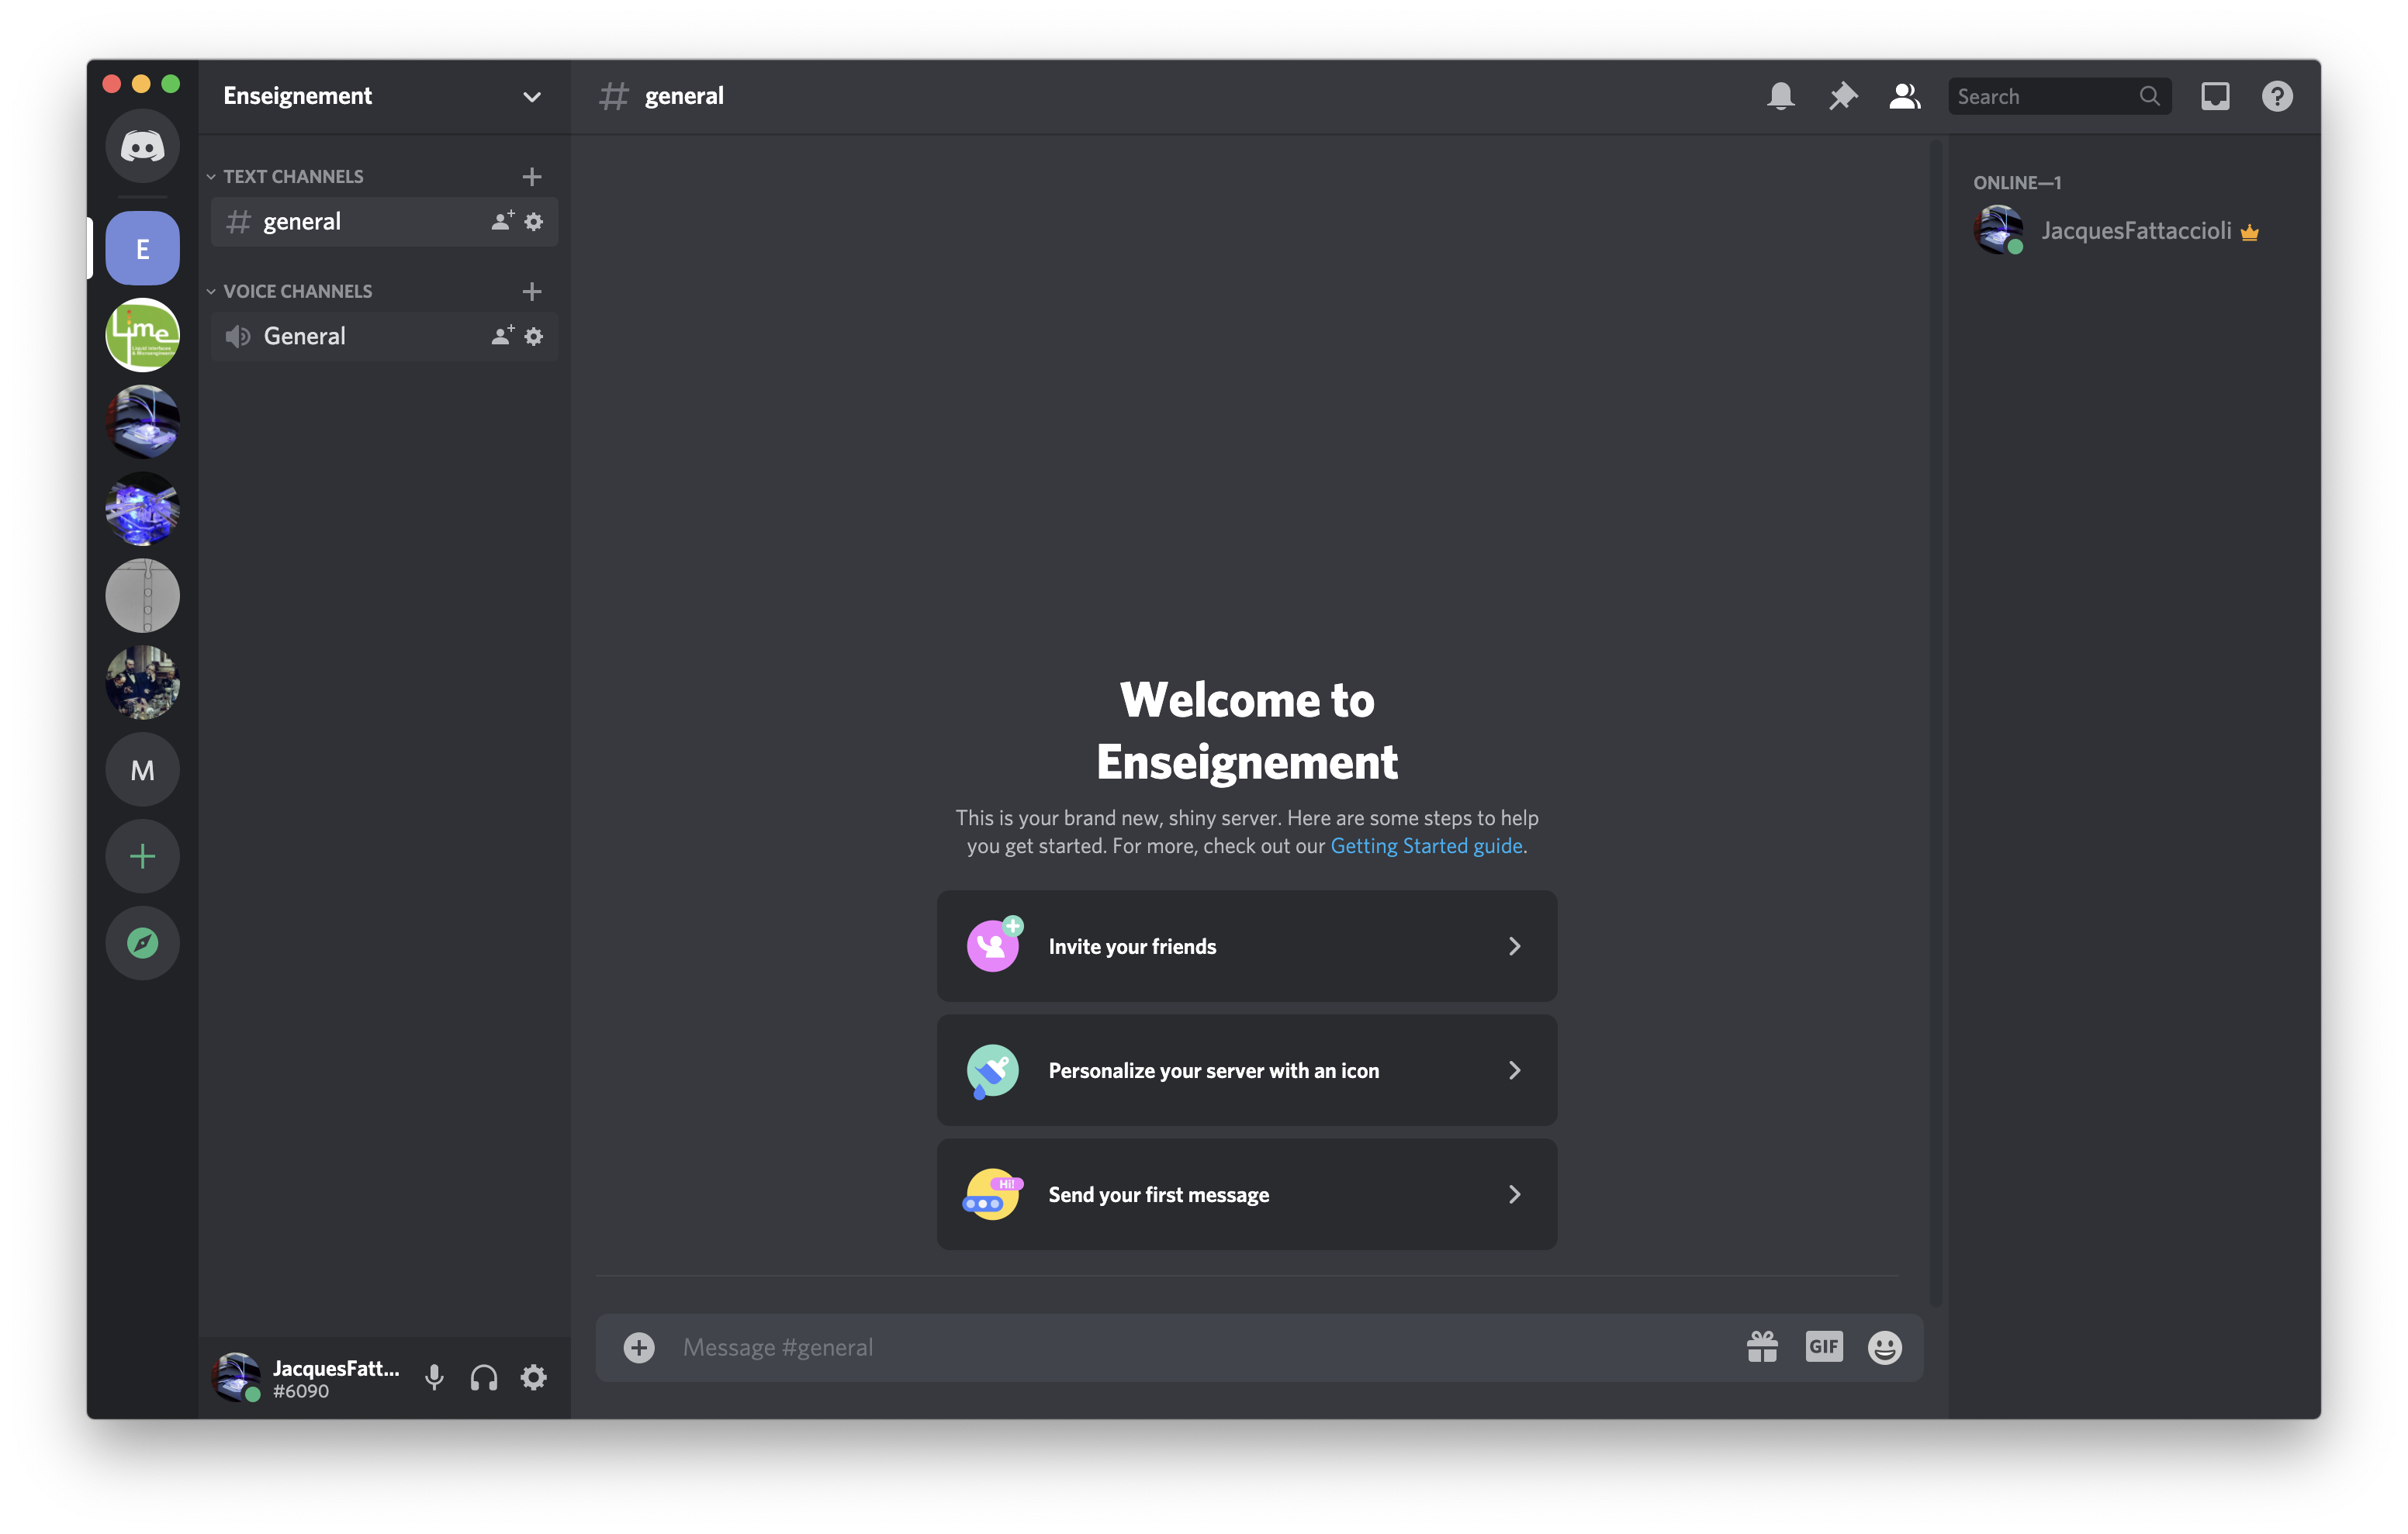 Enseignement
general
Search
TEXT CHANNELS
general
VOICE CHANNELS
General
E
Lime
M
ONLINE—1
JacquesFattaccioli
Welcome to
Enseignement
This is your brand new, shiny server. Here are some steps to help
you get started. For more, check out our Getting Started guide.
Invite your friends
Personalize your server with an icon
Hi!
Send your first message
Message #general
GIF
JacquesFatt...
#6090